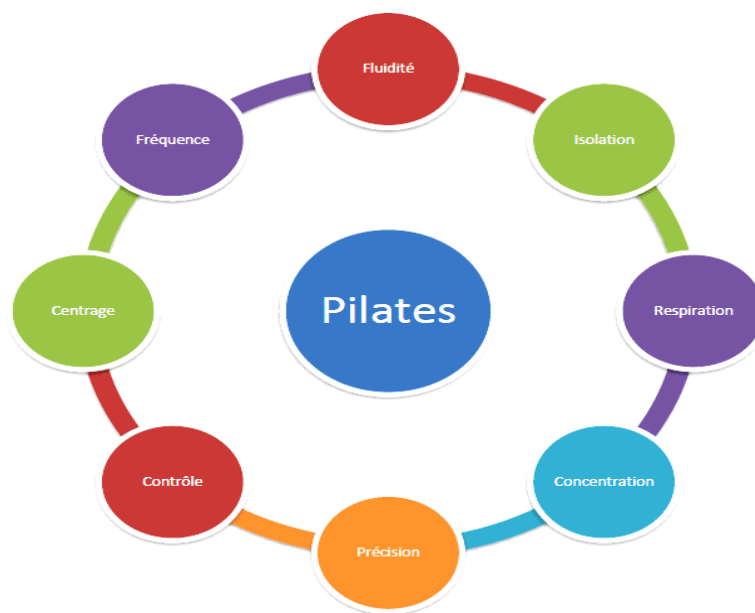 Fluidité
Fréquence
Isolation
Centrage
Pilates
Respiration
Contrôle
Concentration
Précision